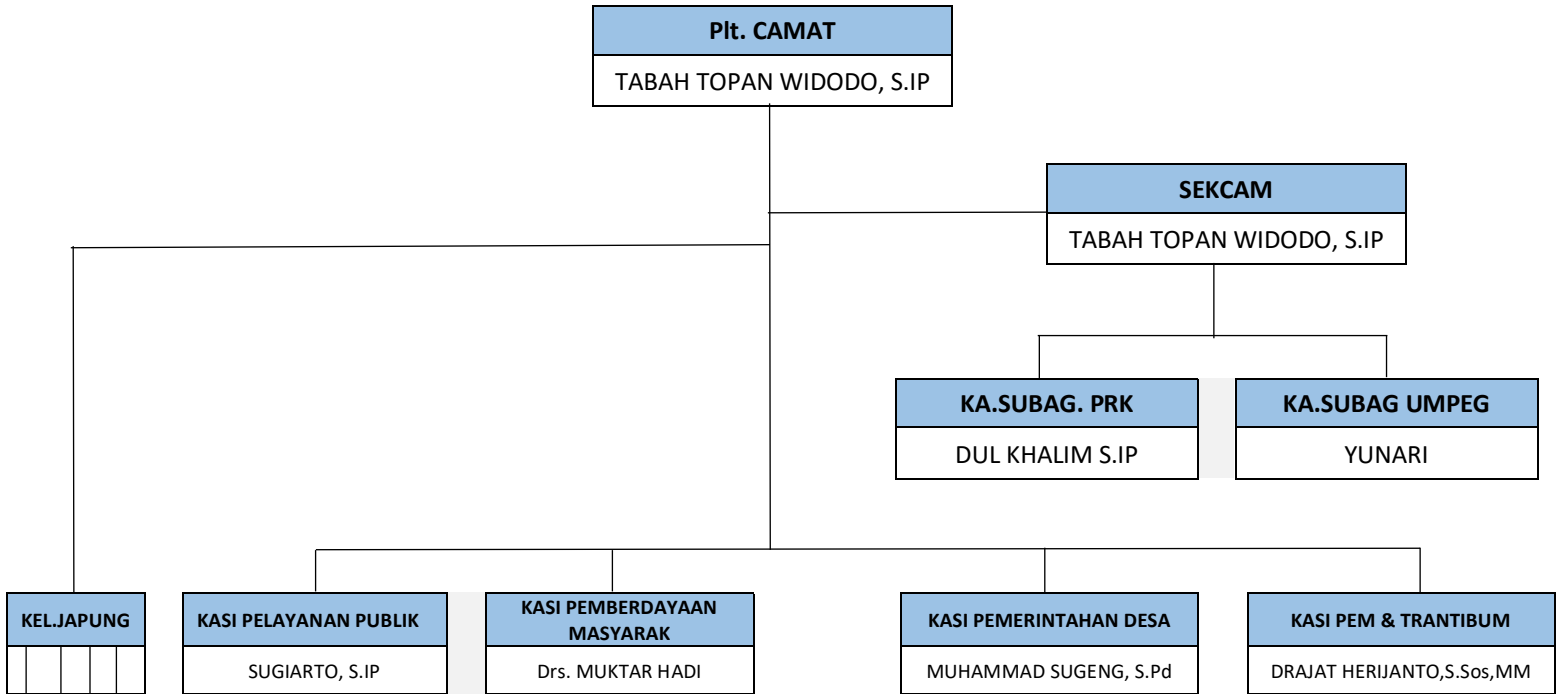 Plt. CAMAT
TABAH TOPAN WIDODO, S.IP
SEKCAM
TABAH TOPAN WIDODO, S.IP
KA.SUBAG. PRK
DUL KHALIM S.IP
KA.SUBAG UMPEG
YUNARI
KEL.JAPUNG
KASI PELAYANAN PUBLIK
SUGIARTO, S.IP
KASI PEMBERDAYAAN
MASYARAK
Drs. MUKTAR HADI
KASI PEMERINTAHAN DESA
MUHAMMAD SUGENG, S.Pd
KASI PEM & TRANTIBUM
DRAJAT HERIJANTO,S.Sos,MM